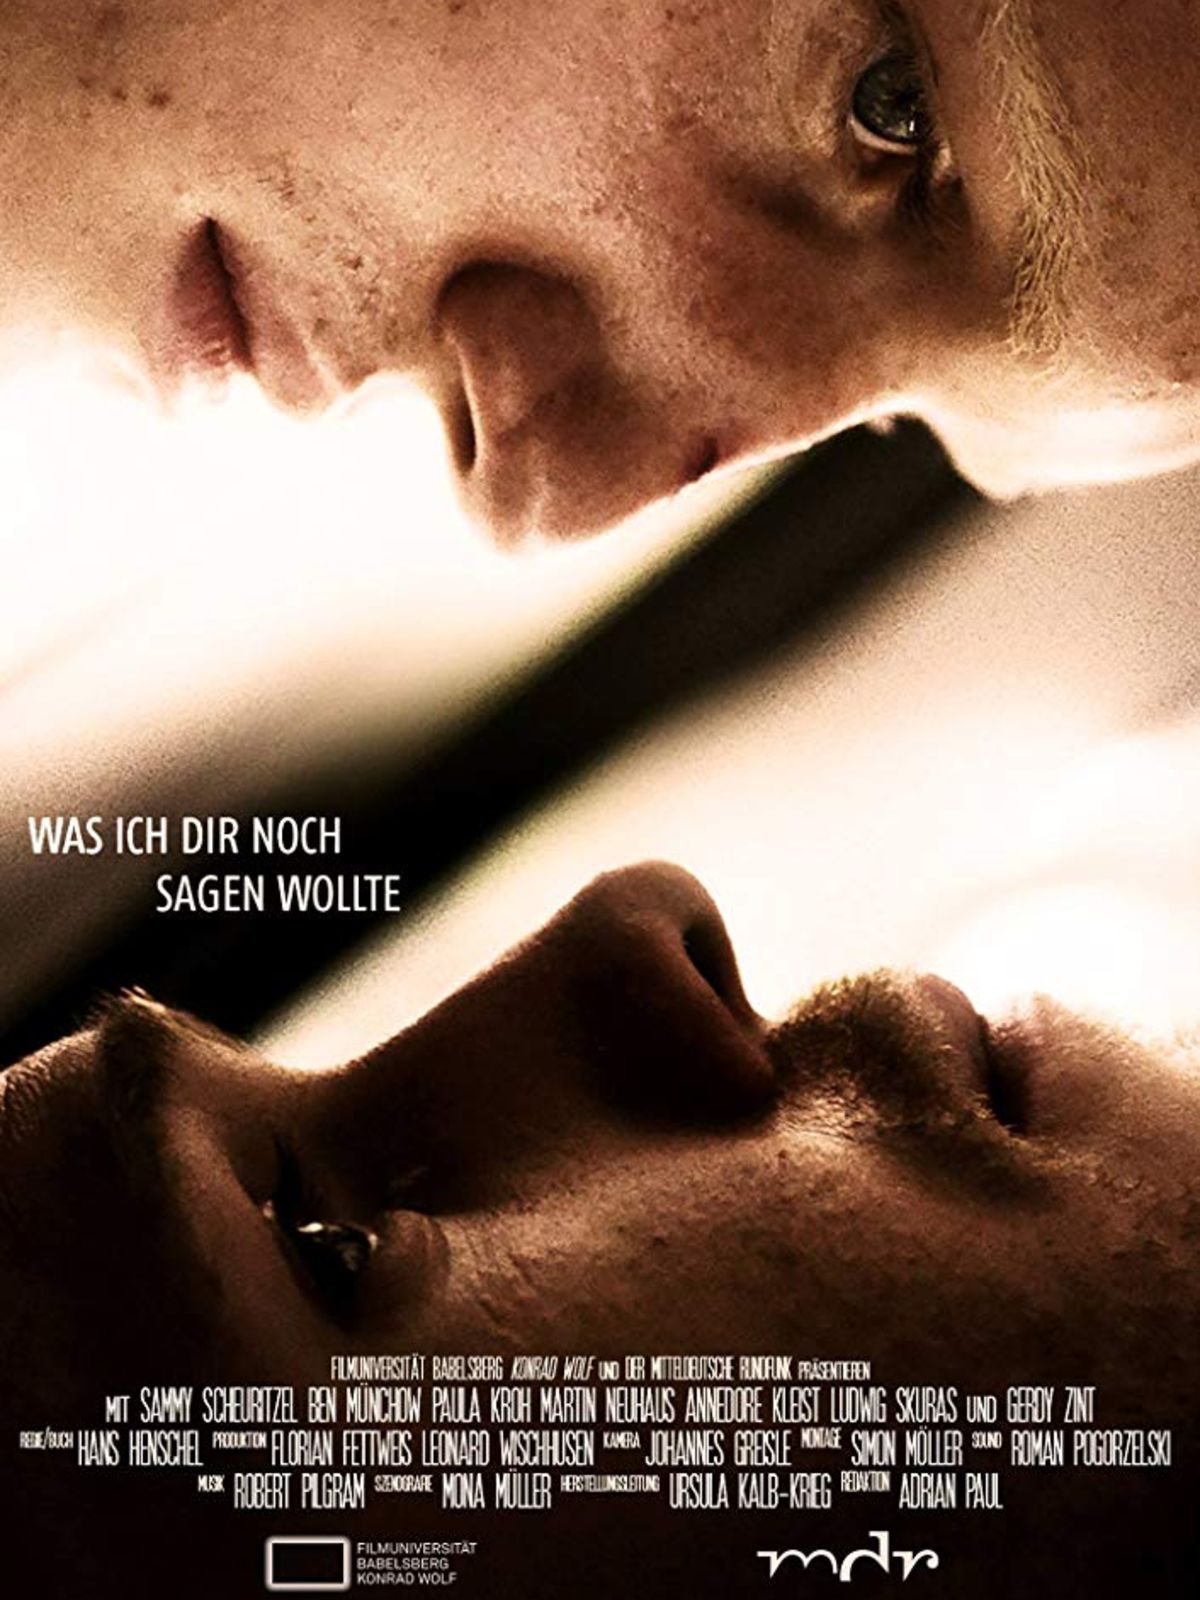 WAS ICH DIR NOCH
SAGEN WOLLTE
FILMUNIVERSITÄT BABELSBERG KONRAD WOLF UND DER MITTELDEUTSCHE RUNDFUNK PRÄSENTIEREN
MIT SAMMY SCHEURITZEL BEN MÜNCHOW PAULA KROH MARTIN NEUHAUS ANNEDORE KLEIST LUDWIG SKURAS UND GERDY ZINT
REGIE/BUCH HANS HENSCHEL PRODUKTION FLORIAN FETTWEIS LEONARD WISCHHUSEN KAMERA JOHANNES GREISLE MONTAGE SIMON MÖLLER SOUND ROMAN POGORZELSKI
MUSIK ROBERT PILGRAM SZENOGRAFIE MONA MÜLLER HERSTELLUNGSLEITUNG URSULA KALB-KRIEG REDAKTION ADRIAN PAUL
FILMUNIVERSITÄT
BABELSBERG
KONRAD WOLF
mdr